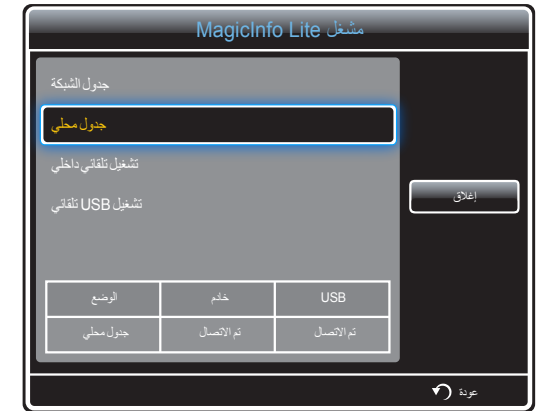 مشغل MagicInfo Lite
جدول الشبكة
جدول محلي
تشغيل تلقائي داخلي
تشغيل USB تلقائي
إغلاق
الوضع خادم USB
جدول محلي تم الاتصال تم الاتصال
عودة